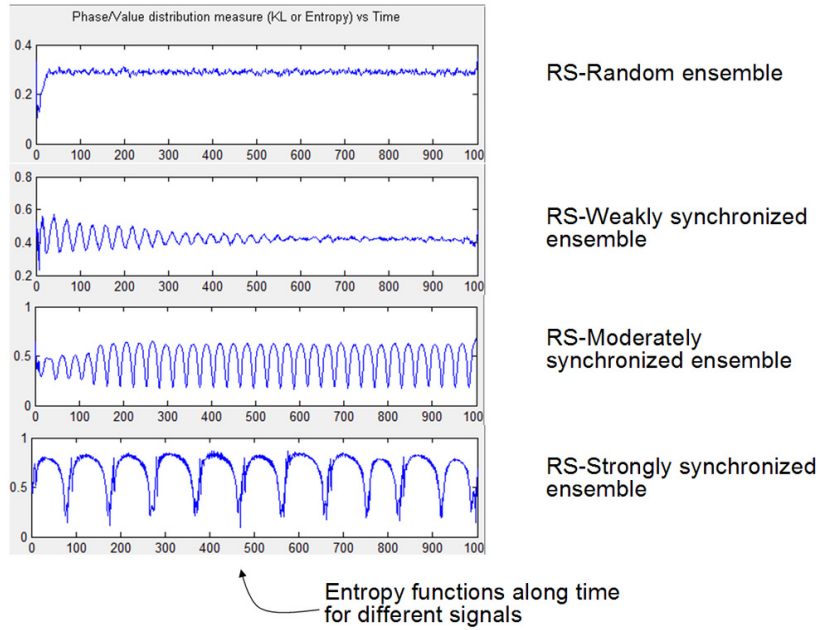 Phase/Value distribution measure (KL or Entropy) vs Time
0.4
0.2
0
0 100 200 300 400 500 600 700 800 900 100
RS-Random ensemble
0.8
0.6
0.4
0.2
0 100 200 300 400 500 600 700 800 900 100
RS-Weakly synchronized
ensemble
1
0.5
0
0 100 200 300 400 500 600 700 800 900 100
RS-Moderately
synchronized ensemble
1
0.5
0
0 100 200 300 400 500 600 700 800 900 100
RS-Strongly synchronized
ensemble
Entropy functions along time
for different signals